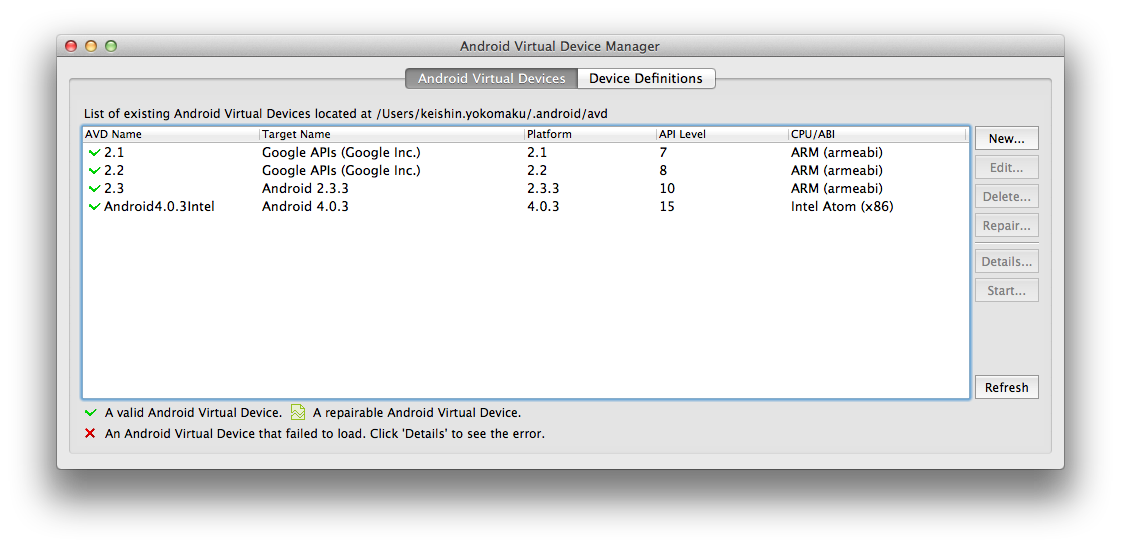 Android Virtual Device Manager
Android Virtual Devices Device Definitions
List of existing Android Virtual Devices located at /Users/keishin.yokomaku/.android/avd
AVD Name Target Name Platform API Level CPU/ABI
2.1 Google APIs (Google Inc.) 2.1 7 ARM (armeabi)
2.2 Google APIs (Google Inc.) 2.2 8 ARM (armeabi)
2.3 Android 2.3.3 2.3.3 10 ARM (armeabi)
Android4.0.3Intel Android 4.0.3 4.0.3 15 Intel Atom (x86)
New...
Edit...
Delete...
Repair...
Details...
Start...
Refresh
A valid Android Virtual Device. A repairable Android Virtual Device.
An Android Virtual Device that failed to load. Click 'Details' to see the error.